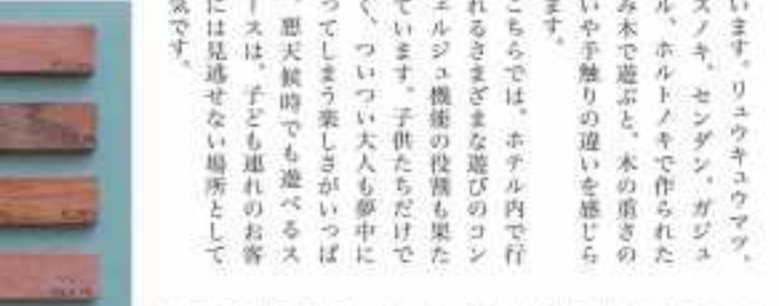 います。リュウキュウマツ、
スノキ、センダン、ガジュ
ル、ホルトノキで作られた
み木で遊ぶと、木の重さの
いや手触りの違いを感じら
ます。
こちらでは、ホテル内で行
れるさまざまな遊びのコン
ェルジュ機能の役割も果た
ています。子供たちだけで
く、ついつい大人も夢中に
ってしまう楽しさがいっぱ
、悪天候時でも遊べるス
ースは、子ども連れのお客
には見逃せない場所として
気です。